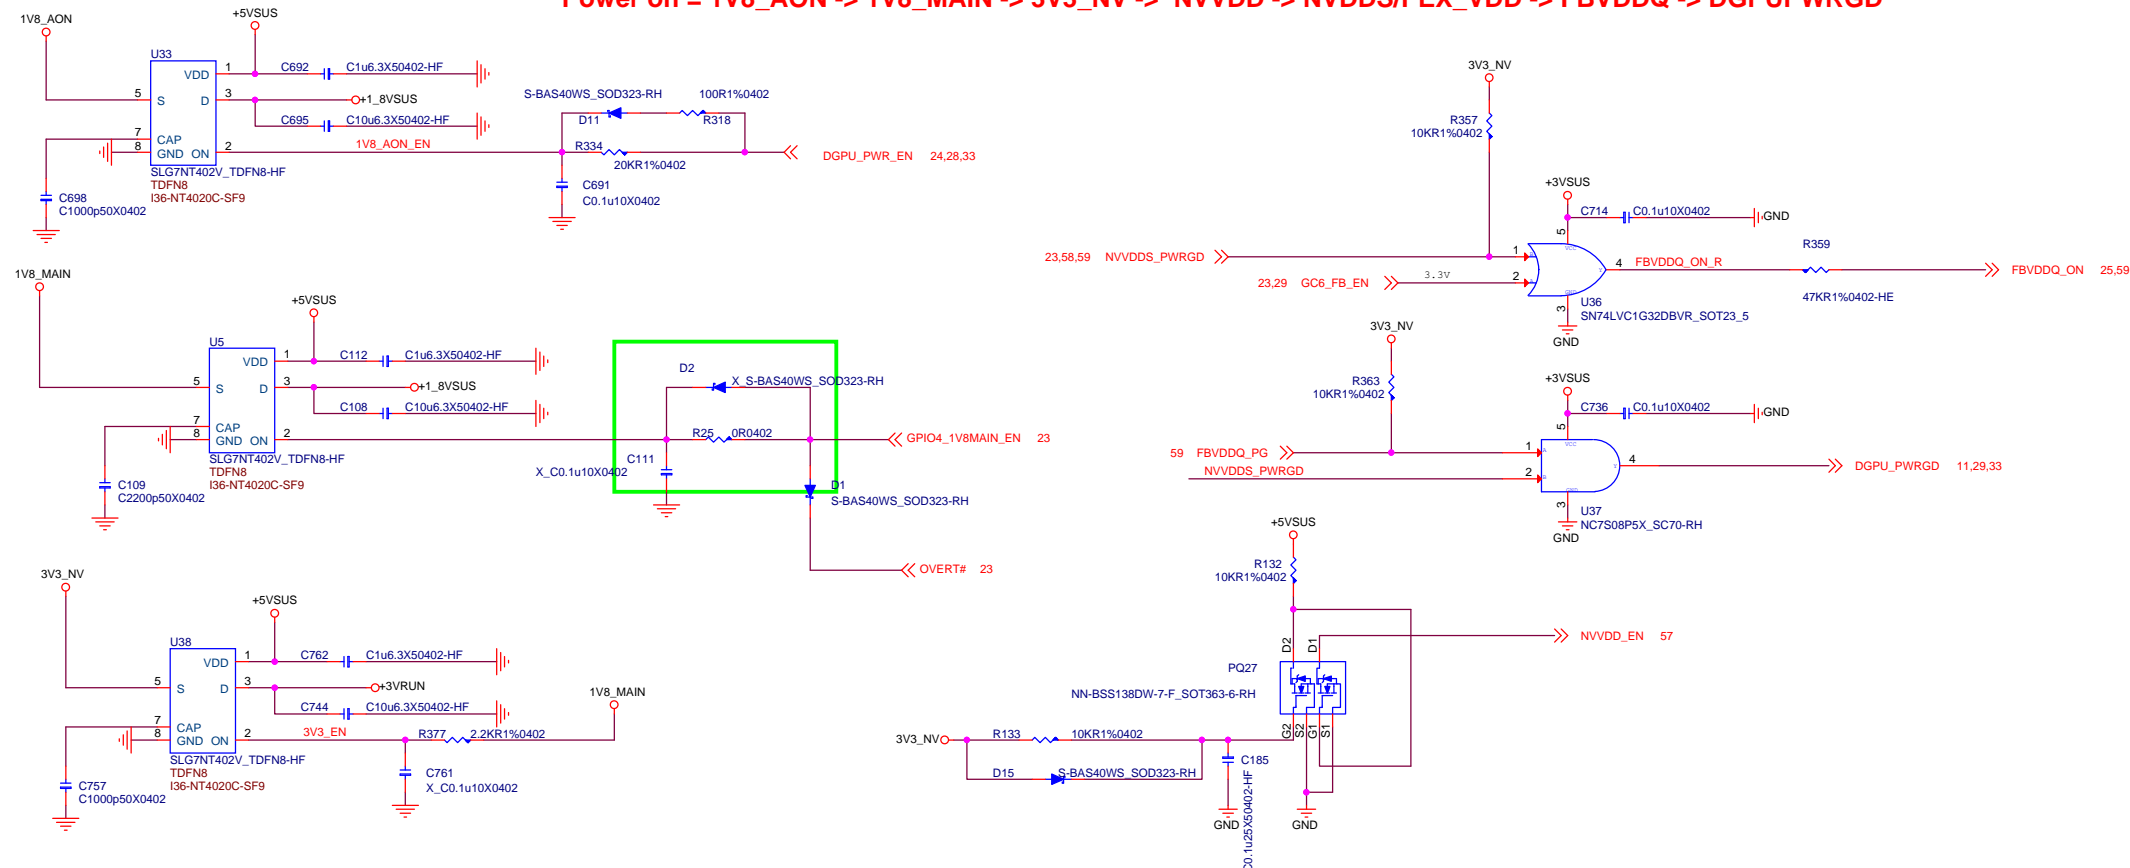 Power on = 1V8_AON -> 1V8_MAIN -> 3V3_NV -> NVVDD -> NVDDS/PEX_VDD -> FBVDDQ -> DGPUPWRGD
1V8_AON
+5VSUS
U33
VDD 1
C692 C1u6.3X50402-HF
5 S D 3
+1_8VSUS
C695 C10u6.3X50402-HF
7 CAP
8 GND ON 2
1V8_AON_EN
SLG7NT402V_TDFN8-HF
TDFN8
I36-NT4020C-SF9
C698
C1000p50X0402
S-BAS40WS_SOD323-RH
D11
100R1%0402
R318
R334
20KR1%0402
DGPU_PWR_EN 24,28,33
C691
C0.1u10X0402
1V8_MAIN
+5VSUS
U5
VDD 1
C112 C1u6.3X50402-HF
5 S D 3
+1_8VSUS
C108 C10u6.3X50402-HF
7 CAP
8 GND ON 2
SLG7NT402V_TDFN8-HF
TDFN8
I36-NT4020C-SF9
C109
C2200p50X0402
D2
X_S-BAS40WS_SOD323-RH
R25 0R0402
GPIO4_1V8MAIN_EN 23
C111
X_C0.1u10X0402
D1
S-BAS40WS_SOD323-RH
OVERT# 23
3V3_NV
+5VSUS
U38
VDD 1
C762 C1u6.3X50402-HF
5 S D 3
+3VRUN
C744 C10u6.3X50402-HF
7 CAP
8 GND ON 2
3V3_EN
R377 2.2KR1%0402
1V8_MAIN
SLG7NT402V_TDFN8-HF
TDFN8
I36-NT4020C-SF9
C757
C1000p50X0402
C761
X_C0.1u10X0402
3V3_NV
R357
10KR1%0402
+3VSUS
C714 C0.1u10X0402
GND
5
VCC
23,58,59 NVVDDS_PWRGD
1
23,29 GC6_FB_EN
3.3V
2
4
FBVDDQ_ON_R
R359
47KR1%0402-HE
FBVDDQ_ON 25,59
GND
3
U36
SN74LVC1G32DBVR_SOT23_5
GND
3V3_NV
R363
10KR1%0402
+3VSUS
C736 C0.1u10X0402
GND
5
VCC
59 FBVDDQ_PG
1
NVVDDS_PWRGD
2
4
DGPU_PWRGD 11,29,33
GND
3
U37
NC7S08P5X_SC70-RH
GND
+5VSUS
R132
10KR1%0402
D2
D1
NVVDD_EN 57
PQ27
NN-BSS138DW-7-F_SOT363-6-RH
G2
S2
G1
S1
3V3_NV
R133 10KR1%0402
D15 S-BAS40WS_SOD323-RH
C185
C0.1u25X50402-HF
GND
GND